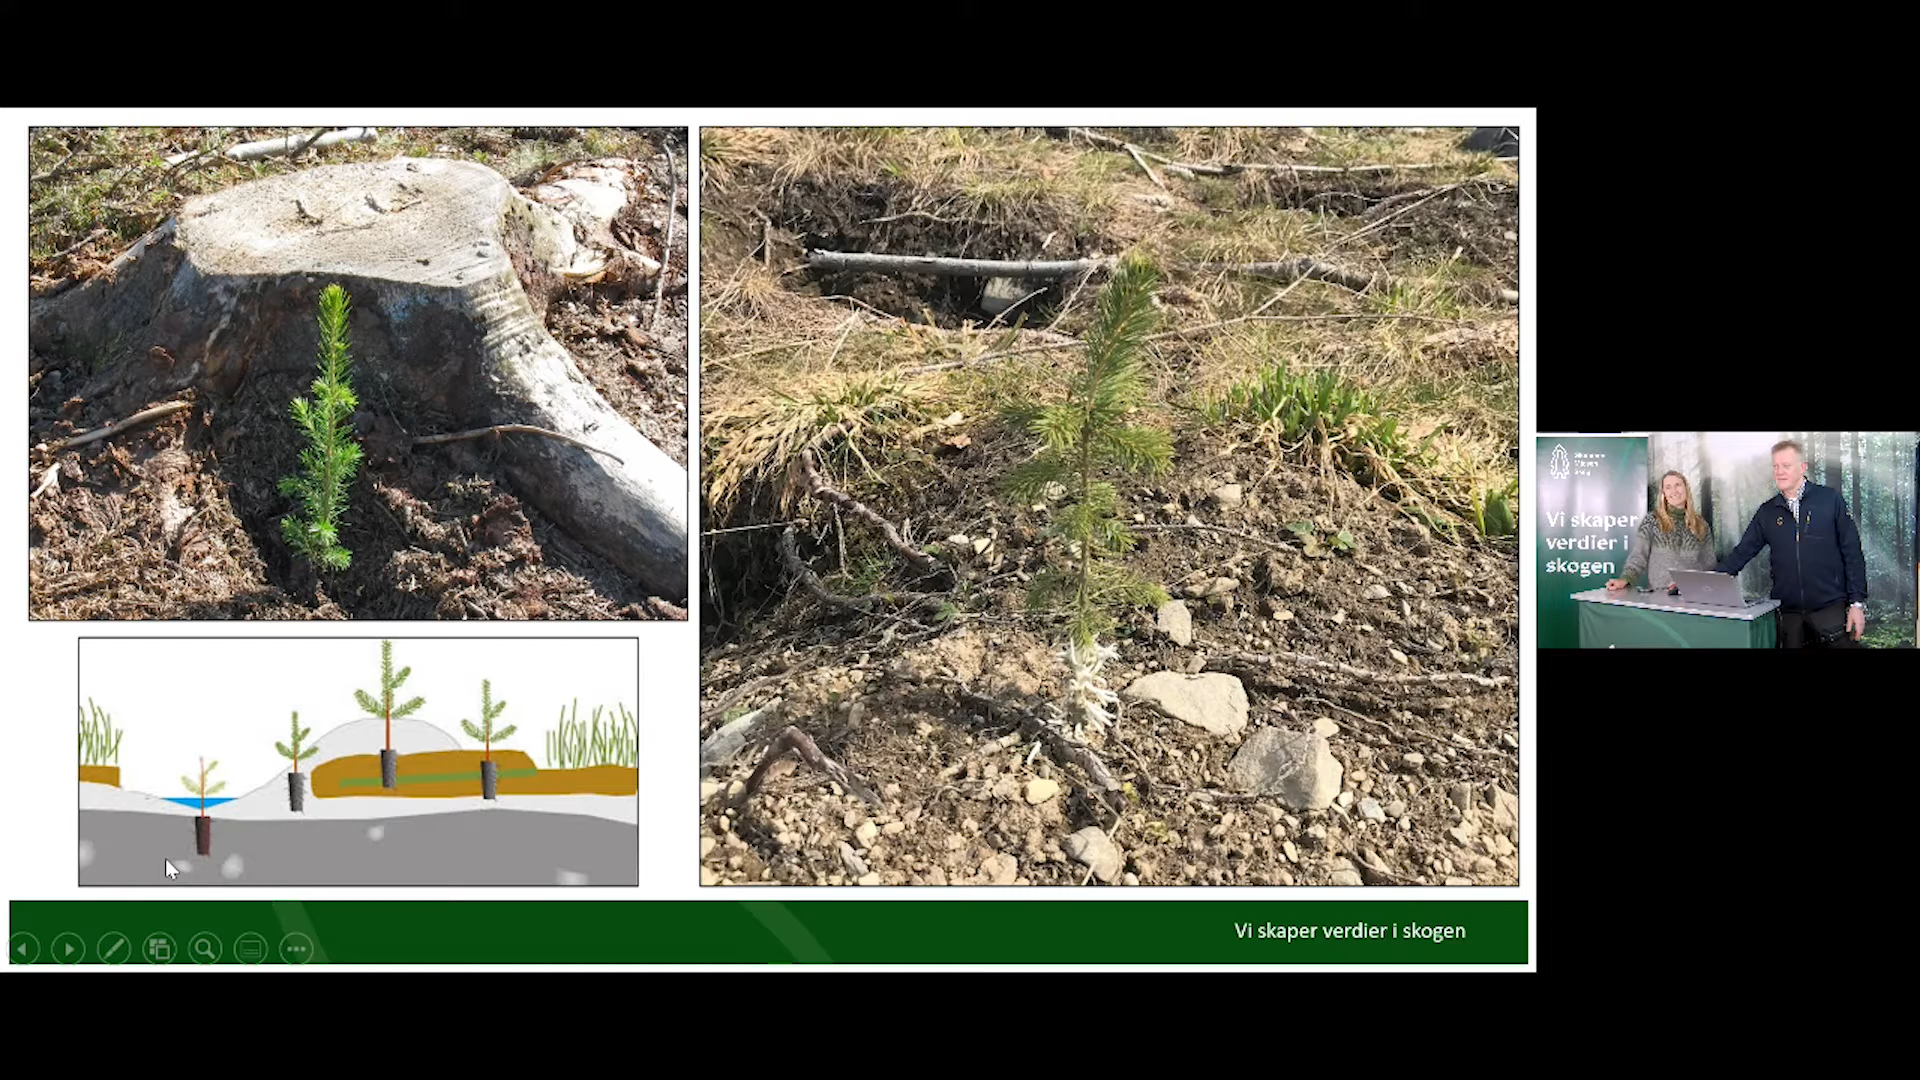 Vi skaper
verdier i
skogen
Vi skaper verdier i skogen